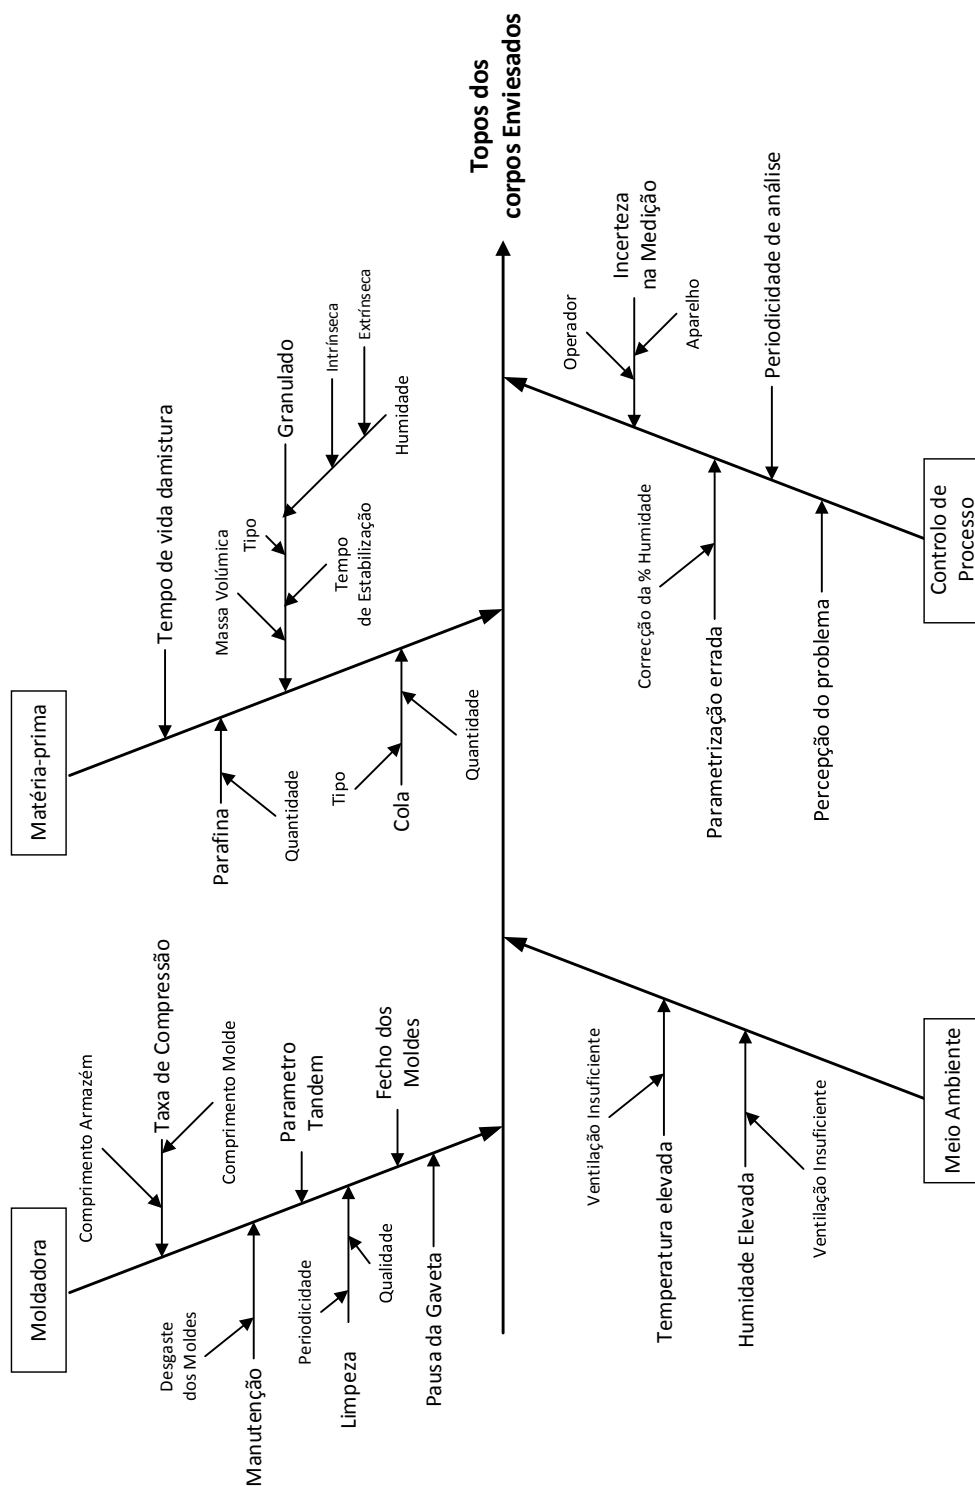 Moldadora
Comprimento Armazém
Taxa de Compressão
Comprimento Molde
Desgaste
dos Moldes
Manutenção
Parametro
Tandem
Periodicidade
Limpeza
Qualidade
Fecho dos
Moldes
Pausa da Gaveta
Matéria-prima
Tempo de vida damistura
Parafina
Quantidade
Massa Volúmica
Tipo
Granulado
Tempo
de Estabilização
Intrínseca
Extrínseca
Humidade
Tipo
Cola
Quantidade
Topos dos
corpos Enviesados
Ventilação Insuficiente
Temperatura elevada
Humidade Elevada
Ventilação Insuficiente
Meio Ambiente
Operador
Incerteza
na Medição
Aparelho
Correcção da % Humidade
Parametrização errada
Periodicidade de análise
Percepção do problema
Controlo de
Processo